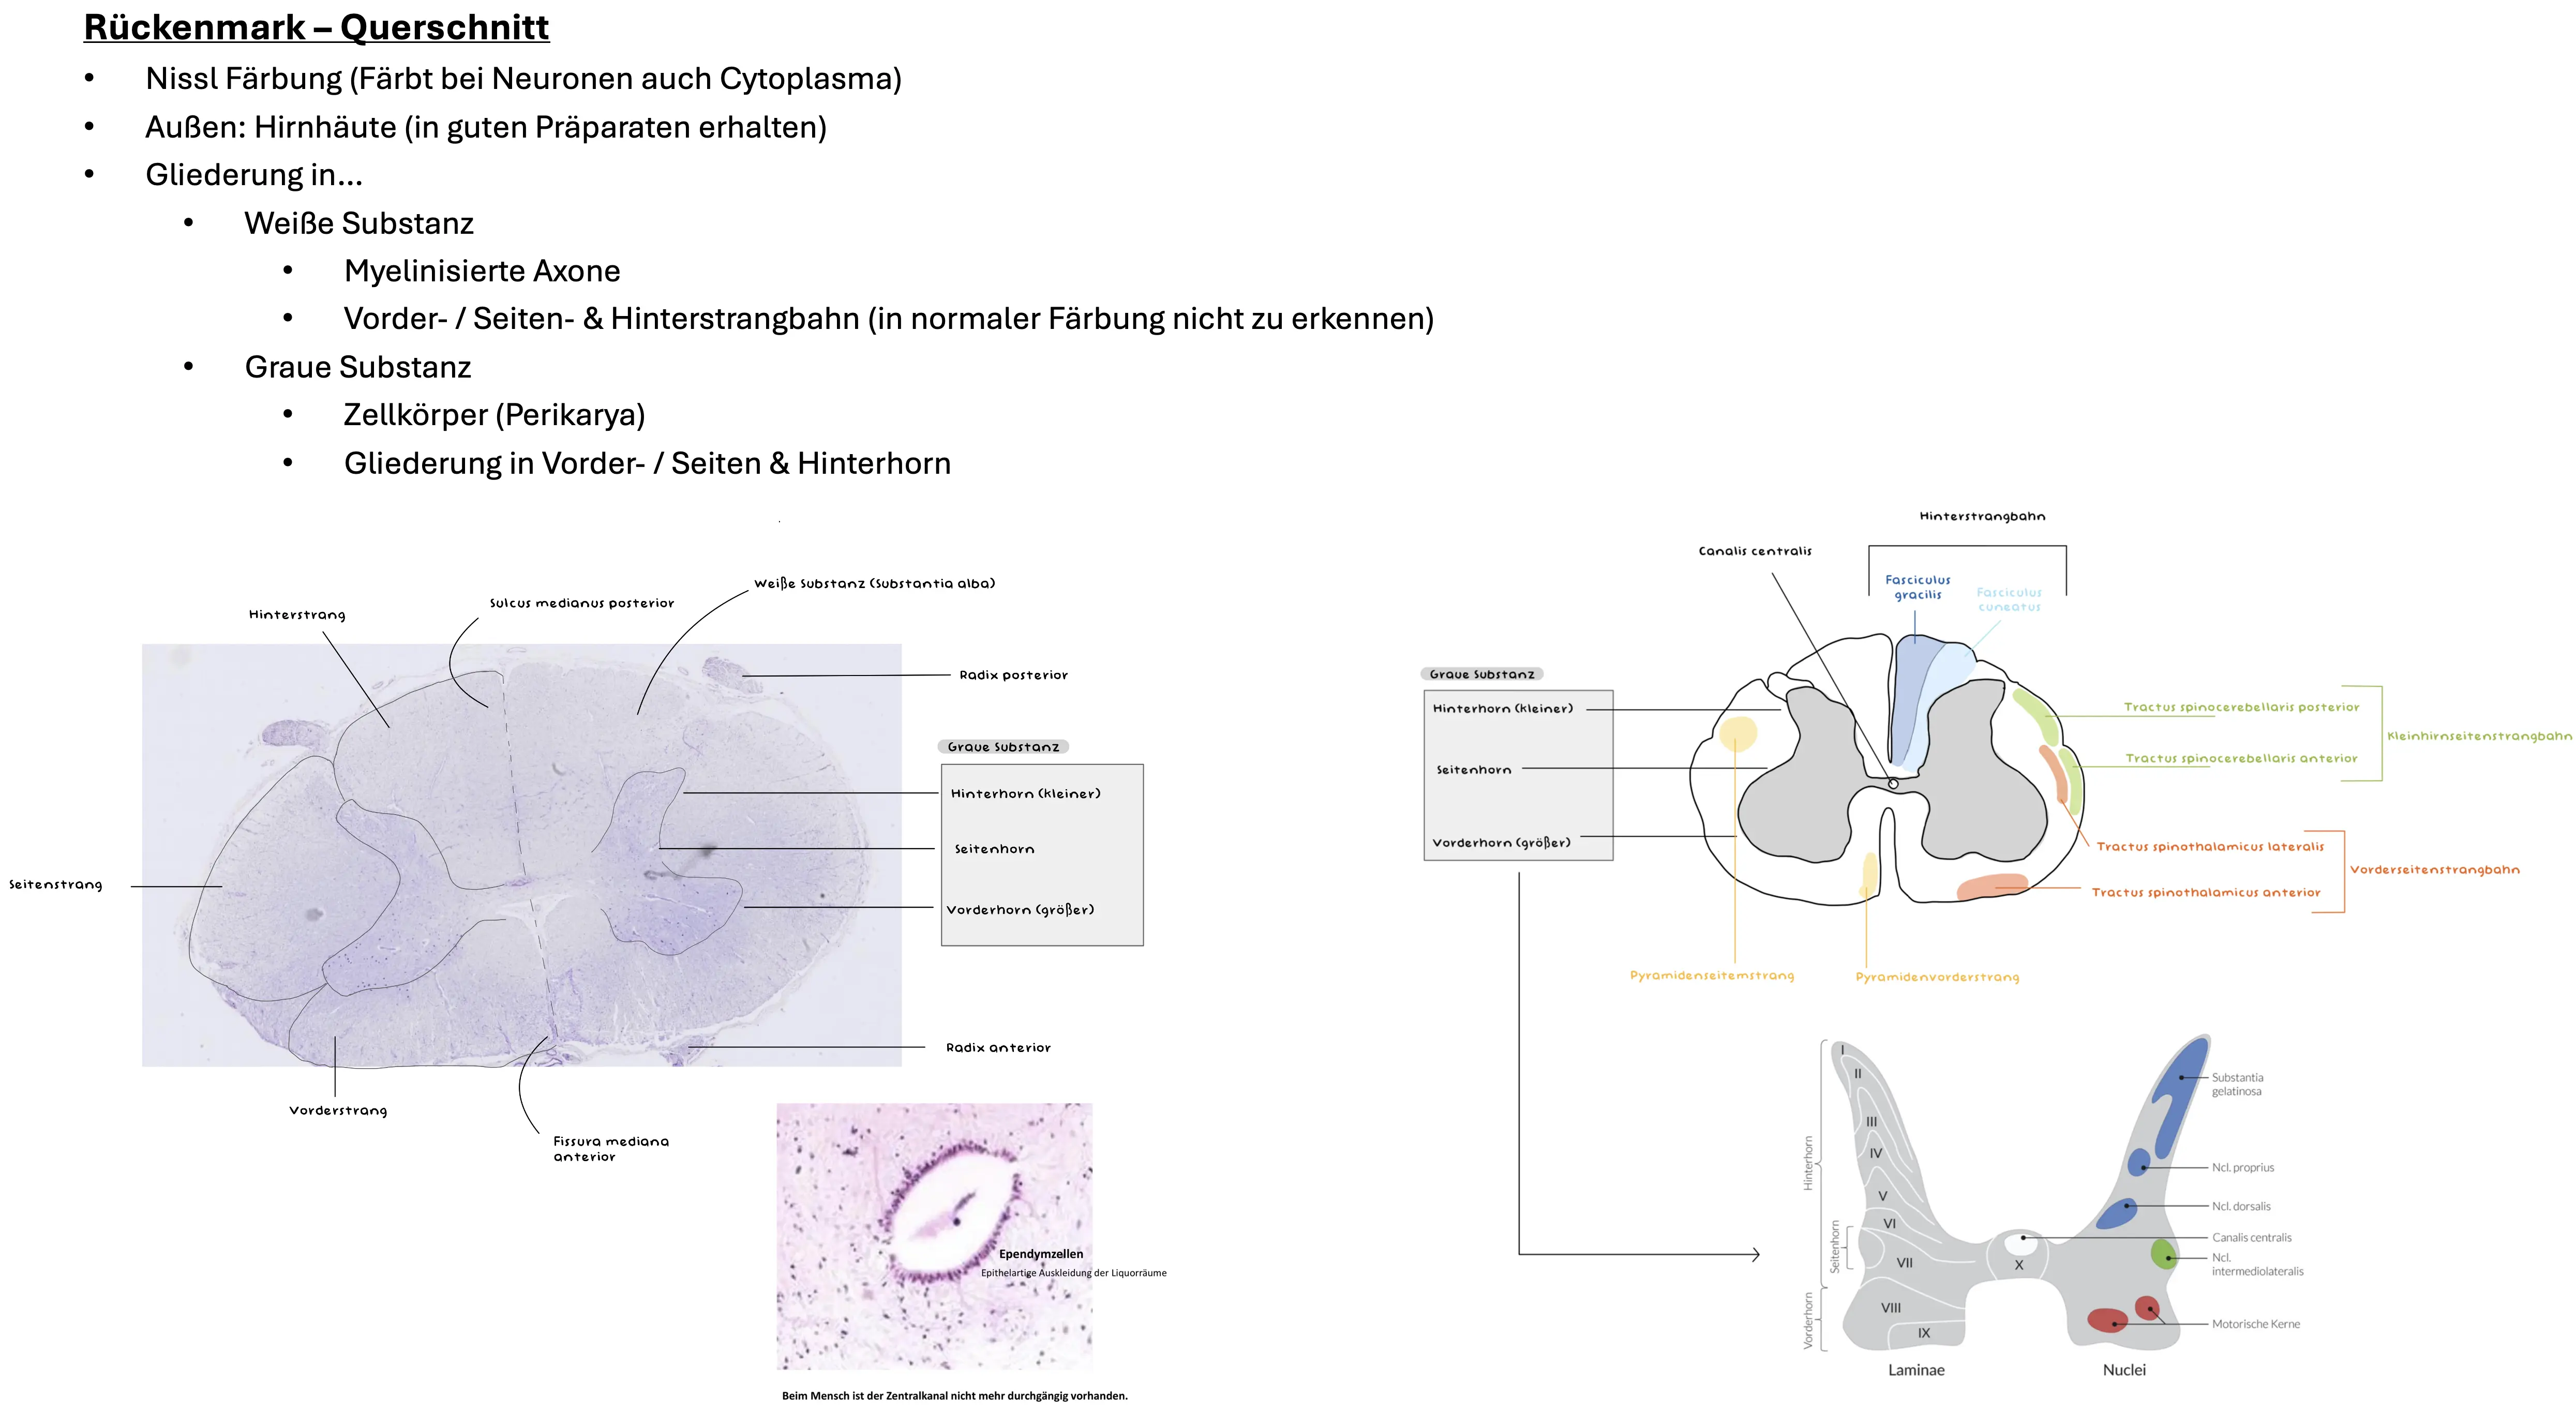 Rückenmark – Querschnitt
• Nissl Färbung (Färbt bei Neuronen auch Cytoplasma)
• Außen: Hirnhäute (in guten Präparaten erhalten)
• Gliederung in...
• Weiße Substanz
• Myelinisierte Axone
• Vorder- / Seiten- & Hinterstrangbahn (in normaler Färbung nicht zu erkennen)
• Graue Substanz
• Zellkörper (Perikarya)
• Gliederung in Vorder- / Seiten & Hinterhorn
Weiße Substanz (Substantia alba)
Sulcus medianus posterior
Hinterstrang
Radix posterior
Graue Substanz
Hinterhorn (kleiner)
Seitenhorn
Vorderhorn (größer)
Seitenstrang
Radix anterior
Vorderstrang
Fissura mediana
anterior
Ependymzellen
Epithelartige Auskleidung der Liquorräume
Beim Mensch ist der Zentralkanal nicht mehr durchgängig vorhanden.
Hinterstrangbahn
Canalis centralis
Fasciculus
gracilis
Fasciculus
cuneatus
Graue Substanz
Hinterhorn (kleiner)
Seitenhorn
Vorderhorn (größer)
Tractus spinocerebellaris posterior
Kleinhirnseitenstrangbahn
Tractus spinocerebellaris anterior
Tractus spinothalamicus lateralis
Vorderseitenstrangbahn
Tractus spinothalamicus anterior
Pyramidenseitemstrang
Pyramidenvorderstrang
Hinterhorn
Seitenhorn
Vorderhorn
I
II
III
IV
V
VI
VII
VIII
IX
X
Substantia
gelatinosa
Ncl. proprius
Ncl. dorsalis
Canalis centralis
Ncl.
intermediolateralis
Motorische Kerne
Laminae
Nuclei